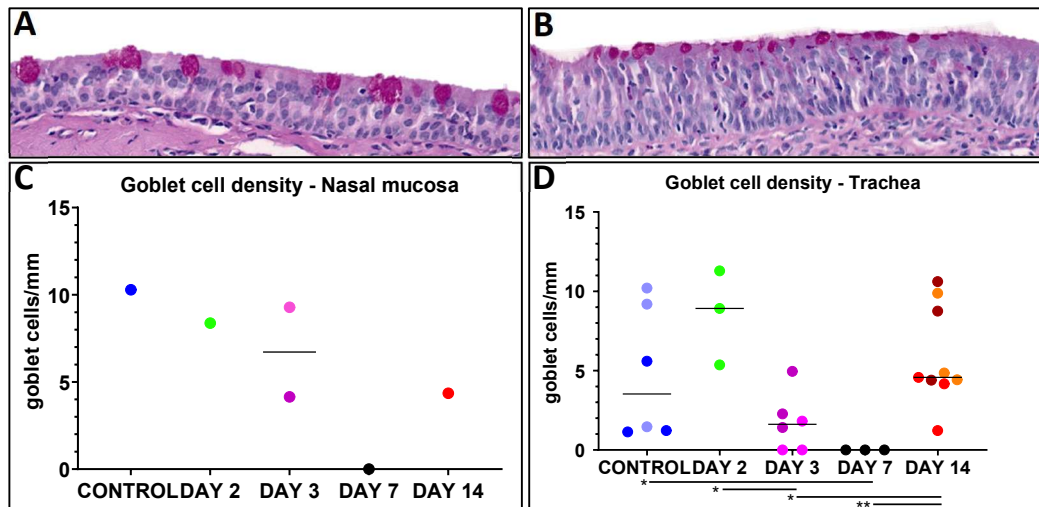 A
B
C
Goblet cell density - Nasal mucosa
goblet cells/mm
15
10
5
0
CONTROL DAY 2 DAY 3 DAY 7 DAY 14
D
Goblet cell density - Trachea
goblet cells/mm
15
10
5
0
CONTROL DAY 2 DAY 3 DAY 7 DAY 14
*
*
*
**